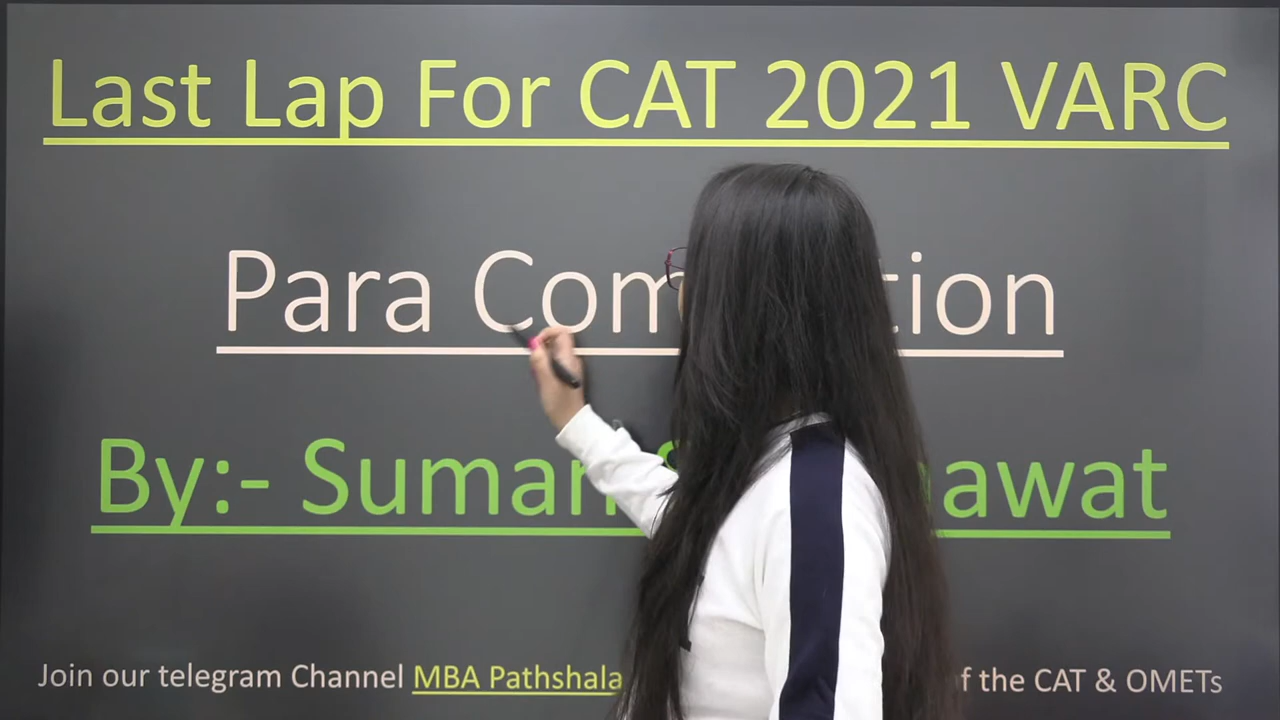 Last Lap For CAT 2021 VARC
Para Com tion
By:- Suman awat
Join our telegram Channel MBA Pathshala f the CAT & OMETs